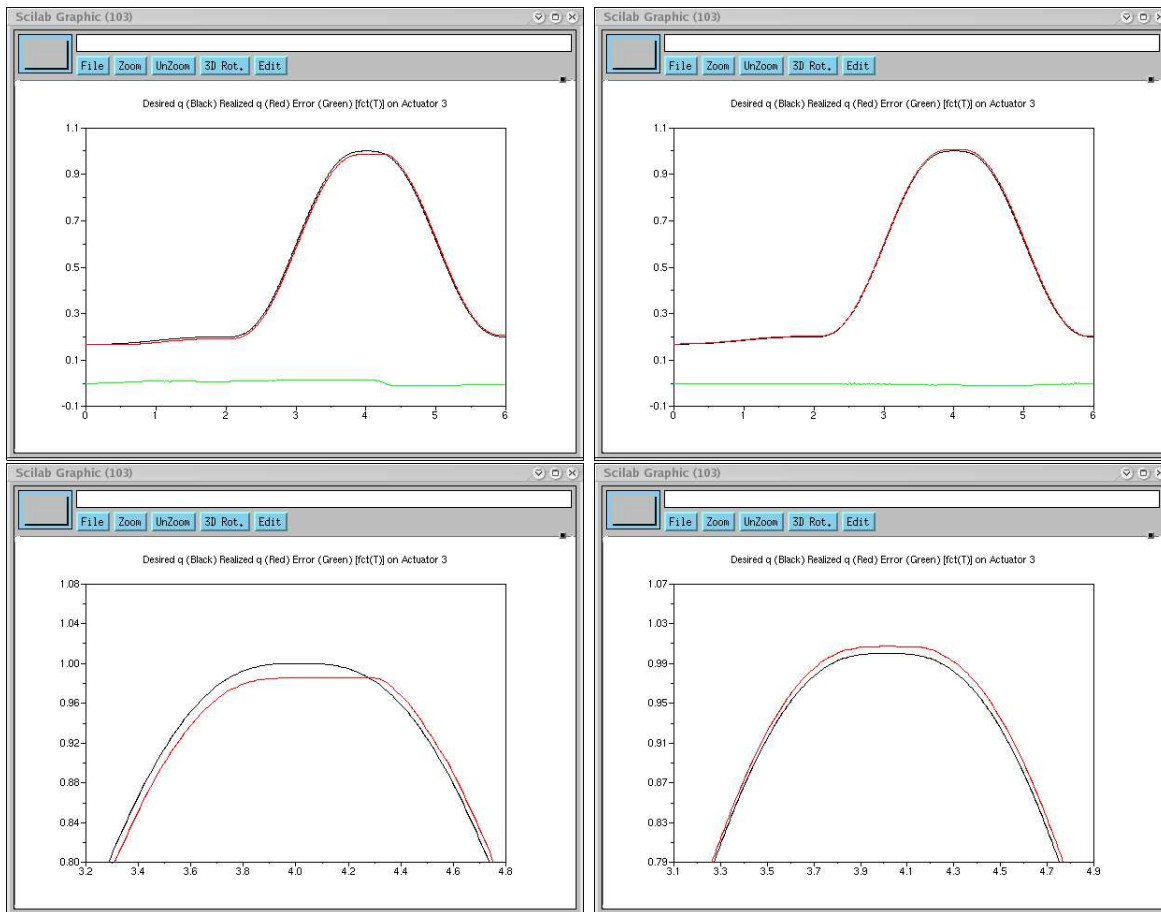 Scilab Graphic (103)
File Zoom UnZoom 3D Rot. Edit
Desired q (Black) Realized q (Red) Error (Green) [fct(T)] on Actuator 3
1.1
0.9
0.7
0.5
0.3
0.1
-0.1
0 1 2 3 4 5 6
Scilab Graphic (103)
File Zoom UnZoom 3D Rot. Edit
Desired q (Black) Realized q (Red) Error (Green) [fct(T)] on Actuator 3
1.1
0.9
0.7
0.5
0.3
0.1
-0.1
0 1 2 3 4 5 6
Scilab Graphic (103)
File Zoom UnZoom 3D Rot. Edit
Desired q (Black) Realized q (Red) Error (Green) [fct(T)] on Actuator 3
1.08
1.04
1.00
0.96
0.92
0.88
0.84
0.80
3.2 3.4 3.6 3.8 4.0 4.2 4.4 4.6 4.8
Scilab Graphic (103)
File Zoom UnZoom 3D Rot. Edit
Desired q (Black) Realized q (Red) Error (Green) [fct(T)] on Actuator 3
1.07
1.03
0.99
0.95
0.91
0.87
0.83
0.79
3.1 3.3 3.5 3.7 3.9 4.1 4.3 4.5 4.7 4.9